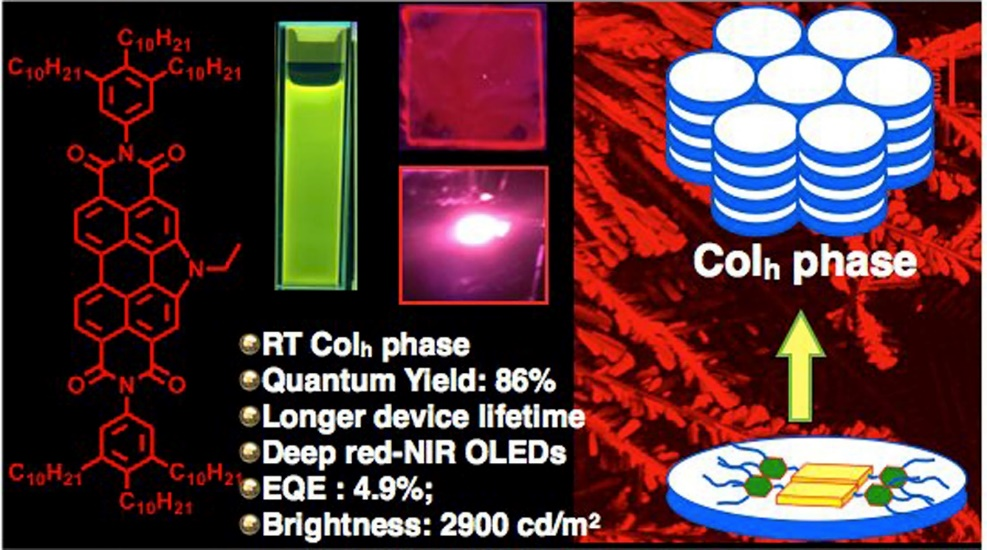 C₁₀H₂₁
C₁₀H₂₁ C₁₀H₂₁
O N O
N
O N O
C₁₀H₂₁ C₁₀H₂₁
C₁₀H₂₁
RT Colₕ phase
Quantum Yield: 86%
Longer device lifetime
Deep red-NIR OLEDs
EQE : 4.9%;
Brightness: 2900 cd/m²
Colₕ phase